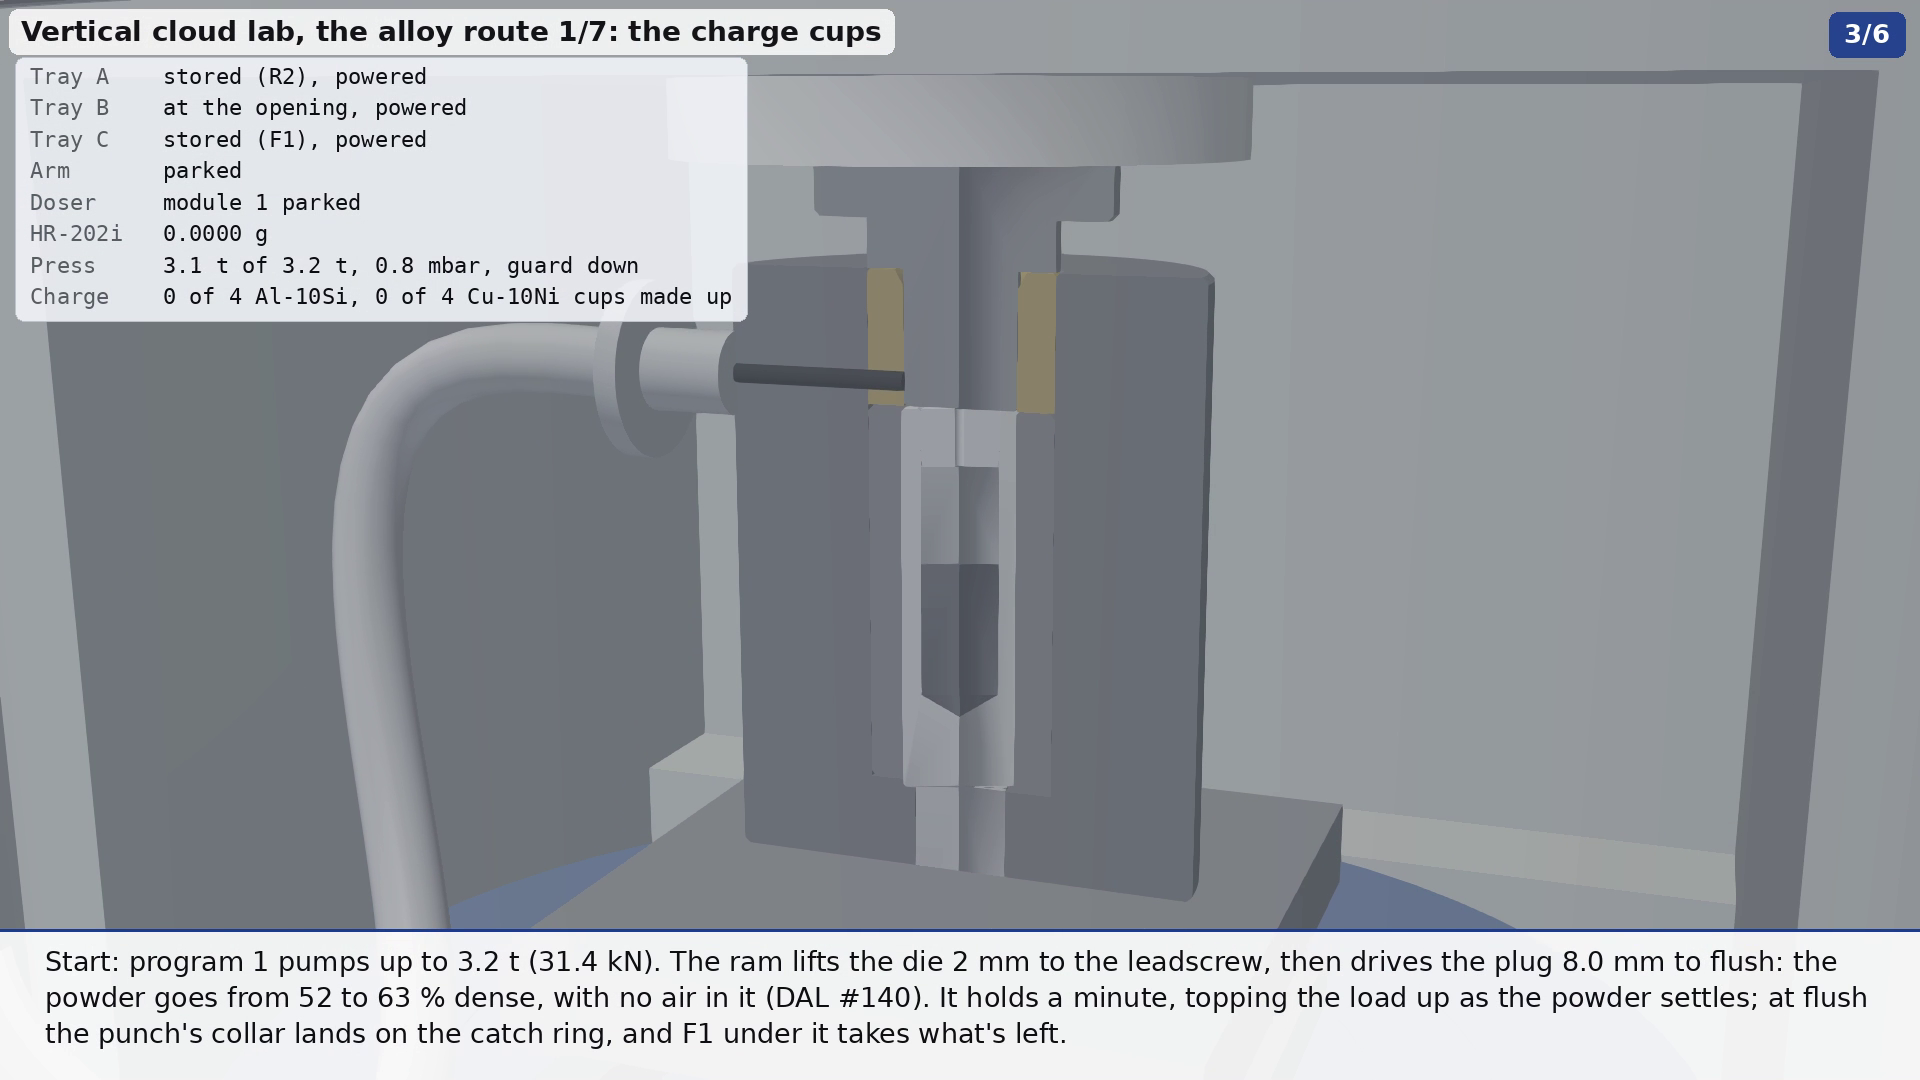 Vertical cloud lab, the alloy route 1/7: the charge cups
3/6
Tray A stored (R2), powered
Tray B at the opening, powered
Tray C stored (F1), powered
Arm parked
Doser module 1 parked
HR-202i 0.0000 g
Press 3.1 t of 3.2 t, 0.8 mbar, guard down
Charge 0 of 4 Al-10Si, 0 of 4 Cu-10Ni cups made up
Start: program 1 pumps up to 3.2 t (31.4 kN). The ram lifts the die 2 mm to the leadscrew, then drives the plug 8.0 mm to flush: the
powder goes from 52 to 63 % dense, with no air in it (DAL #140). It holds a minute, topping the load up as the powder settles; at flush
the punch's collar lands on the catch ring, and F1 under it takes what's left.